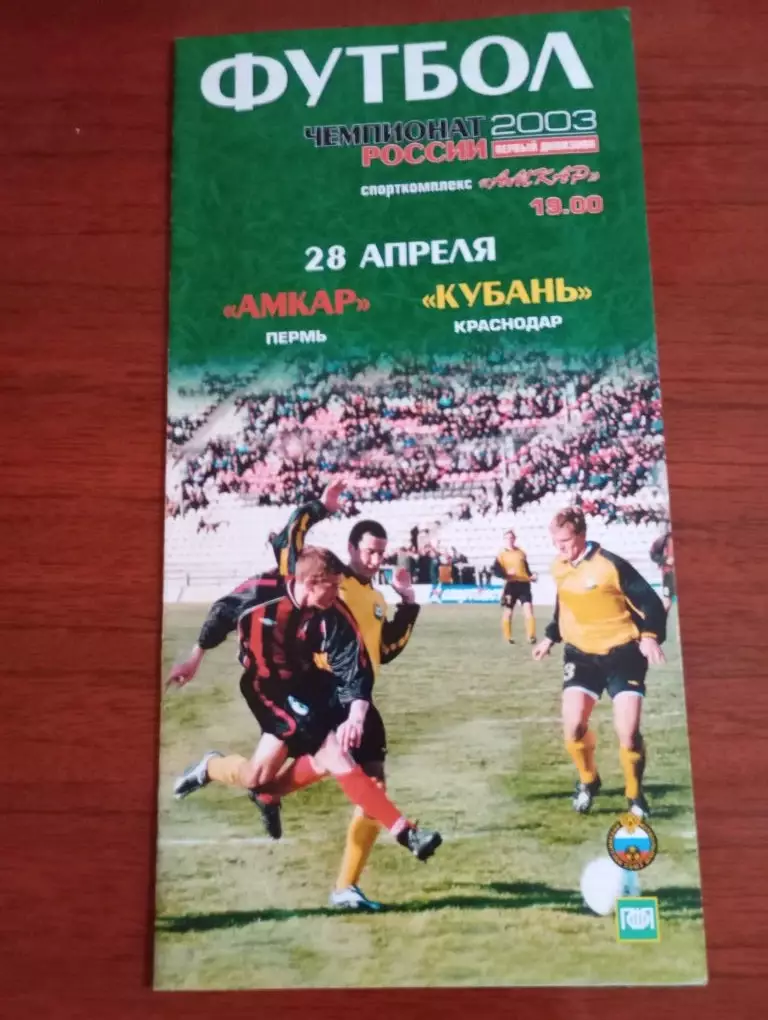 ФУТБОЛ
ЧЕМПИОНАТ 2003
РОССИИ ПЕРВЫЙ ДИВИЗИОН
СПОРТКОМПЛЕКС «АМКАР»
19.00
28 АПРЕЛЯ
«АМКАР» «КУБАНЬ»
ПЕРМЬ КРАСНОДАР